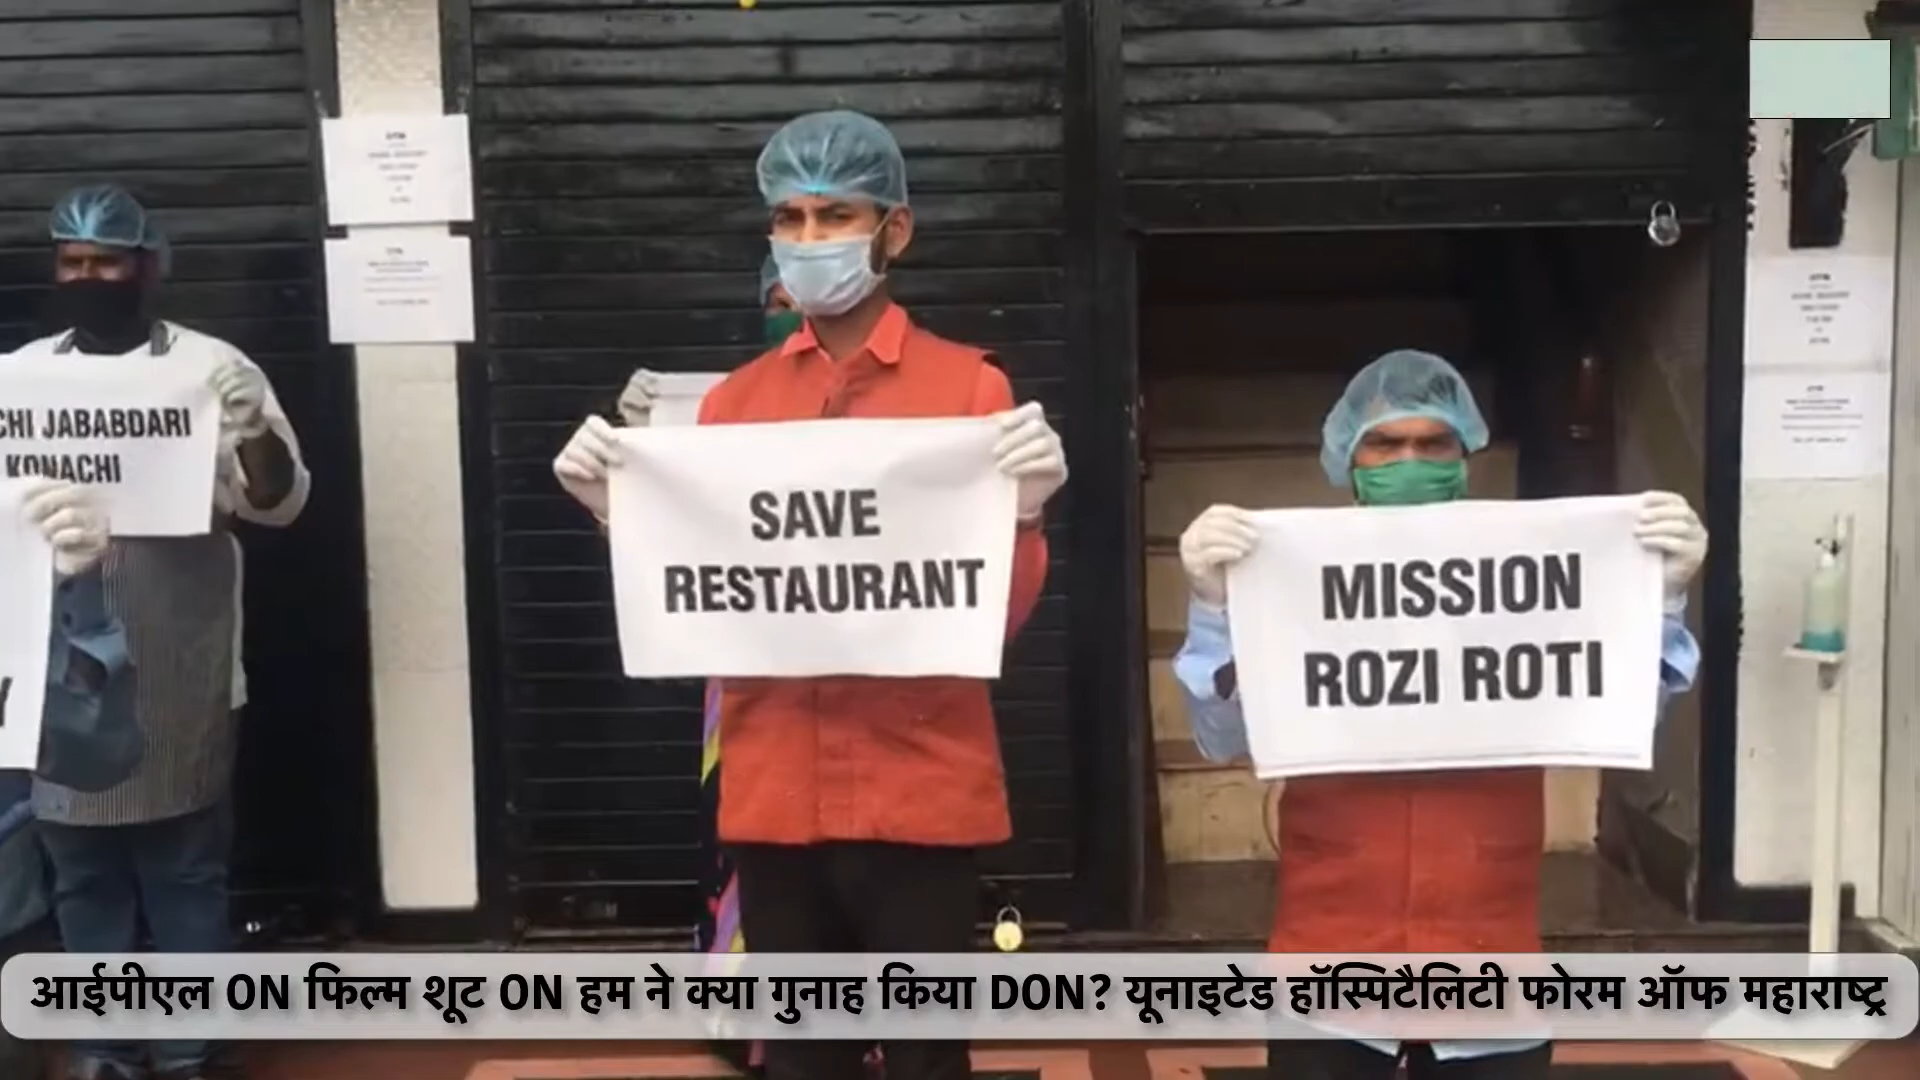 CHI JABABDARI
KONACHI
Y
SAVE
RESTAURANT
MISSION
ROZI ROTI
आईपीएल ON फिल्म शूट ON हम ने क्या गुनाह किया DON? यूनाइटेड हॉस्पिटैलिटी फोरम ऑफ महाराष्ट्र